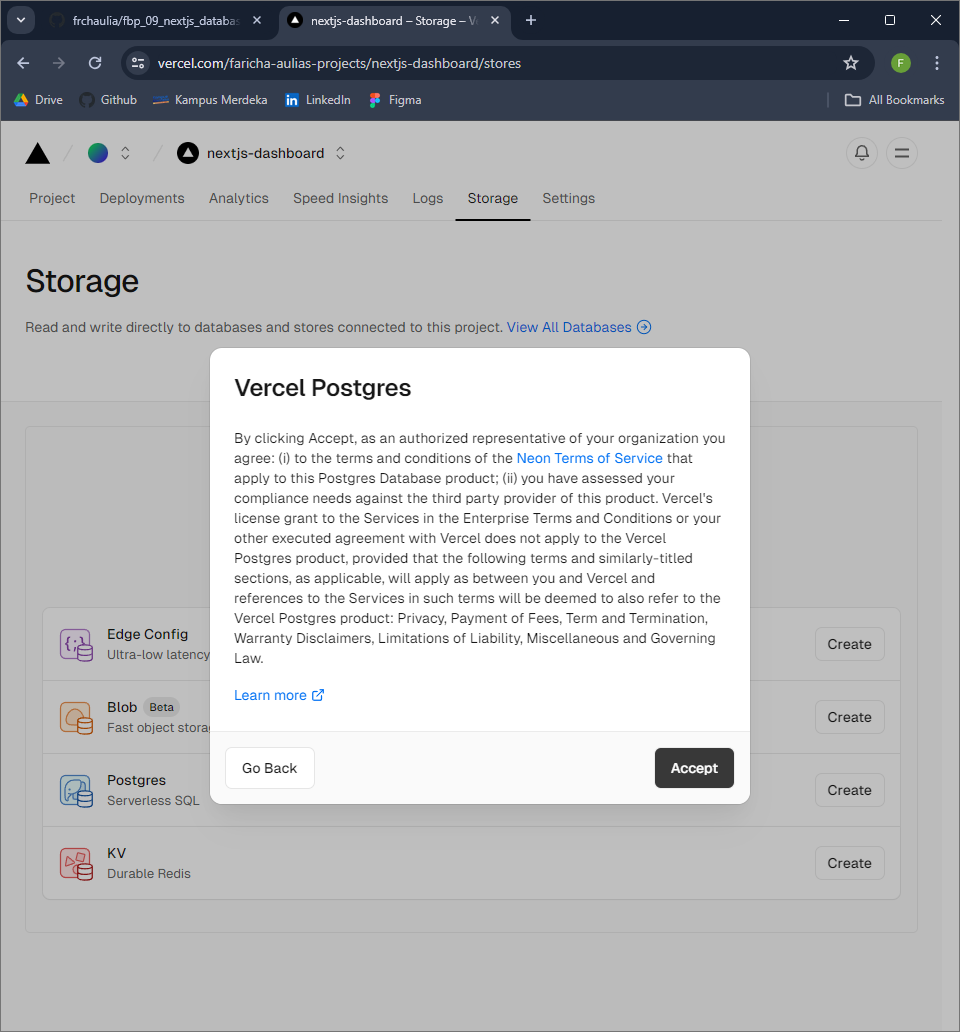 frchaulia/fbp_09_nextjs_databas
nextjs-dashboard – Storage – V
vercel.com/faricha-aulias-projects/nextjs-dashboard/stores
F
Drive
Github
Kampus Merdeka
LinkedIn
Figma
All Bookmarks
nextjs-dashboard
Project
Deployments
Analytics
Speed Insights
Logs
Storage
Settings
Storage
Read and write directly to databases and stores connected to this project. View All Databases
Vercel Postgres
By clicking Accept, as an authorized representative of your organization you
agree: (i) to the terms and conditions of the Neon Terms of Service that
apply to this Postgres Database product; (ii) you have assessed your
compliance needs against the third party provider of this product. Vercel's
license grant to the Services in the Enterprise Terms and Conditions or your
other executed agreement with Vercel does not apply to the Vercel
Postgres product, provided that the following terms and similarly-titled
sections, as applicable, will apply as between you and Vercel and
references to the Services in such terms will be deemed to also refer to the
Vercel Postgres product: Privacy, Payment of Fees, Term and Termination,
Warranty Disclaimers, Limitations of Liability, Miscellaneous and Governing
Law.
Learn more
Go Back
Accept
Edge Config
Ultra-low latency
Create
Blob Beta
Fast object storag
Create
Postgres
Serverless SQL
Create
KV
Durable Redis
Create